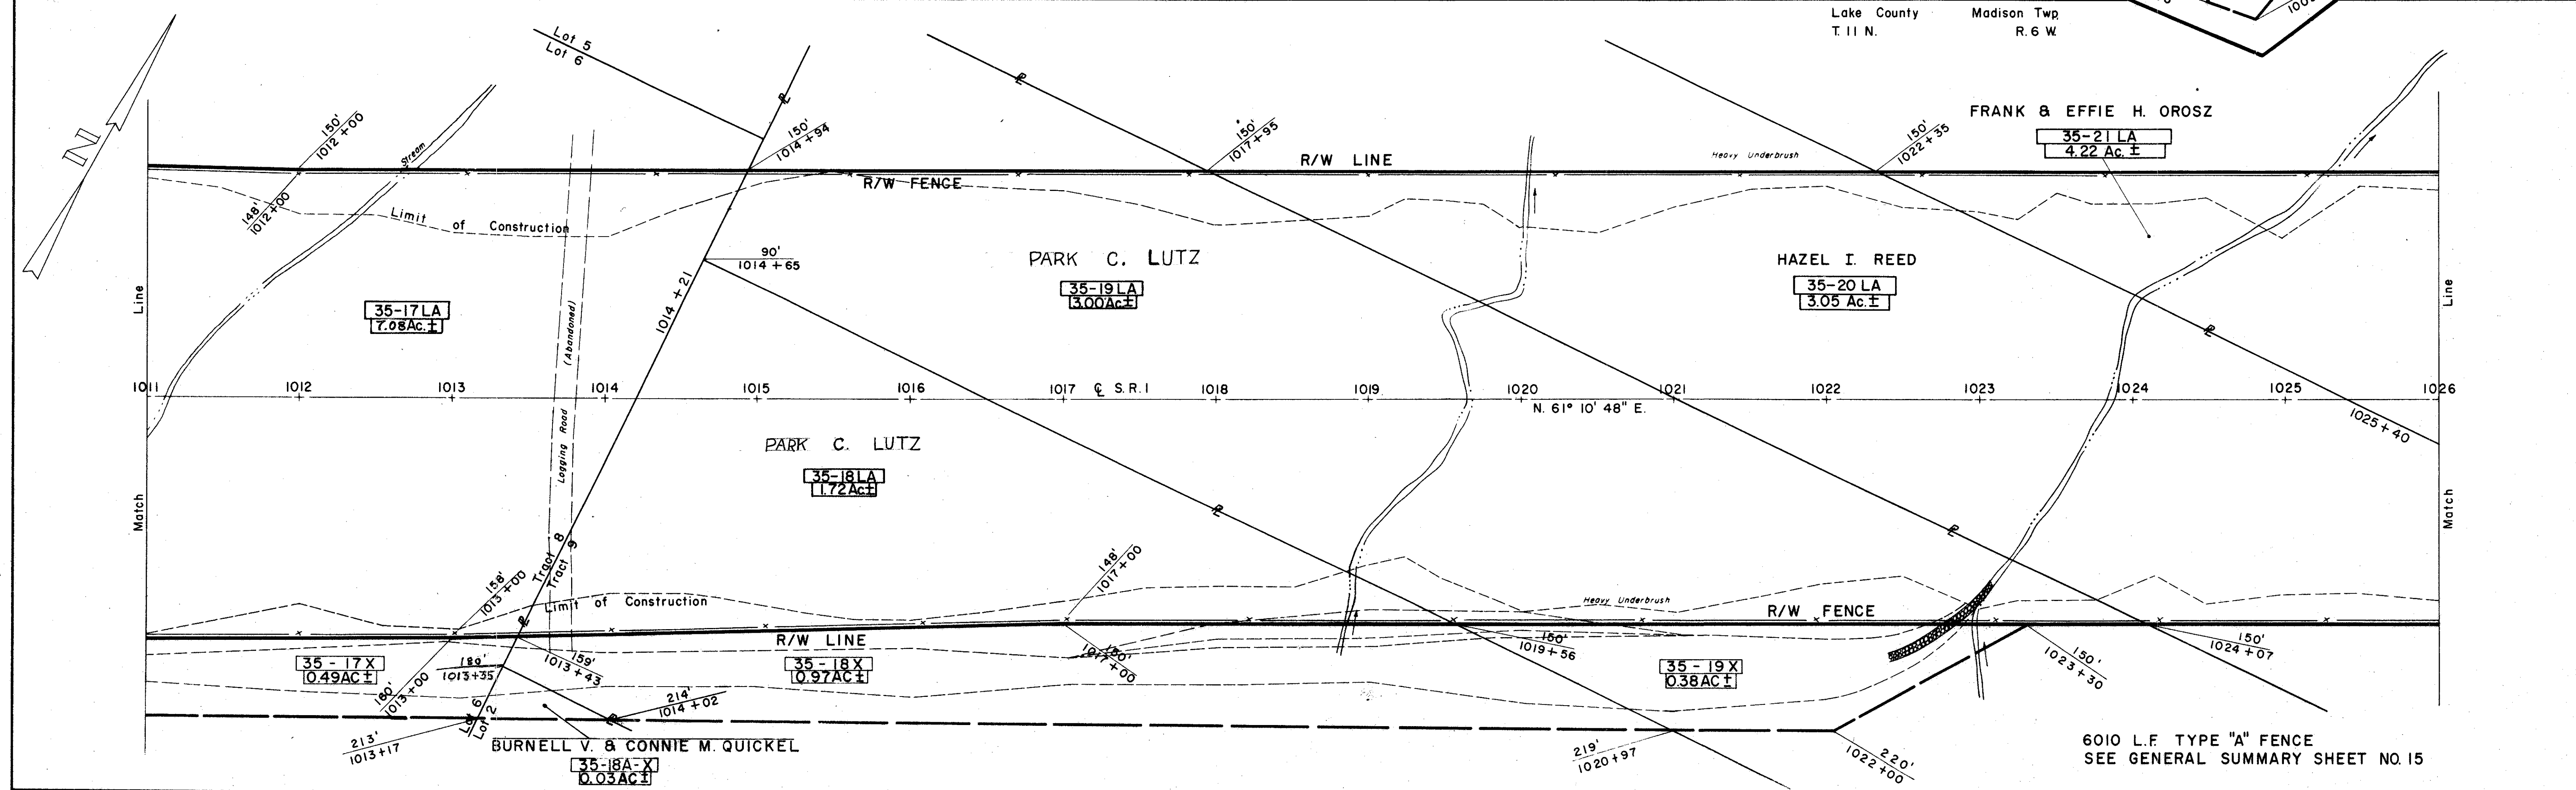 Lake County Madison Twp.
T. 11 N. R. 6 W.
100
Lot 5
Lot 6
N
150'
1012+00
148'
1012+00
Stream
150'
1014+94
150'
1017+95
R/W LINE
R/W FENCE
Heavy Underbrush
150'
1022+35
FRANK & EFFIE H. OROSZ
35-21 LA
4.22 Ac. ±
Limit of Construction
90'
1014+65
1014+21
PARK C. LUTZ
35-19 LA
3.00 Ac ±
HAZEL I. REED
35-20 LA
3.05 Ac. ±
35-17 LA
7.08 Ac. ±
Match Line
Logging Road (Abandoned)
1011 1012 1013 1014 1015 1016 1017 ℄ S.R.1 1018 1019 1020 1021 1022 1023 1024 1025 1026
N. 61° 10' 48" E.
1025+40
PARK C. LUTZ
35-18 LA
1.72 Ac ±
Match Line
Tract 8
Tract 9
158'
1013+00
148'
1017+00
Limit of Construction
Heavy Underbrush
R/W FENCE
R/W LINE
35-17X
0.49 AC ±
160'
1013+00
180'
1013+35
159'
1013+43
35-18X
0.97 AC ±
150'
1017+00
150'
1019+56
35-19X
0.38 AC ±
150'
1023+30
150'
1024+07
214'
1014+02
Lot 6
Lot 2
213'
1013+17
BURNELL V. & CONNIE M. QUICKEL
35-18A-X
0.03 AC ±
219'
1020+97
220'
1022+00
6010 L.F. TYPE "A" FENCE
SEE GENERAL SUMMARY SHEET NO. 15
℄